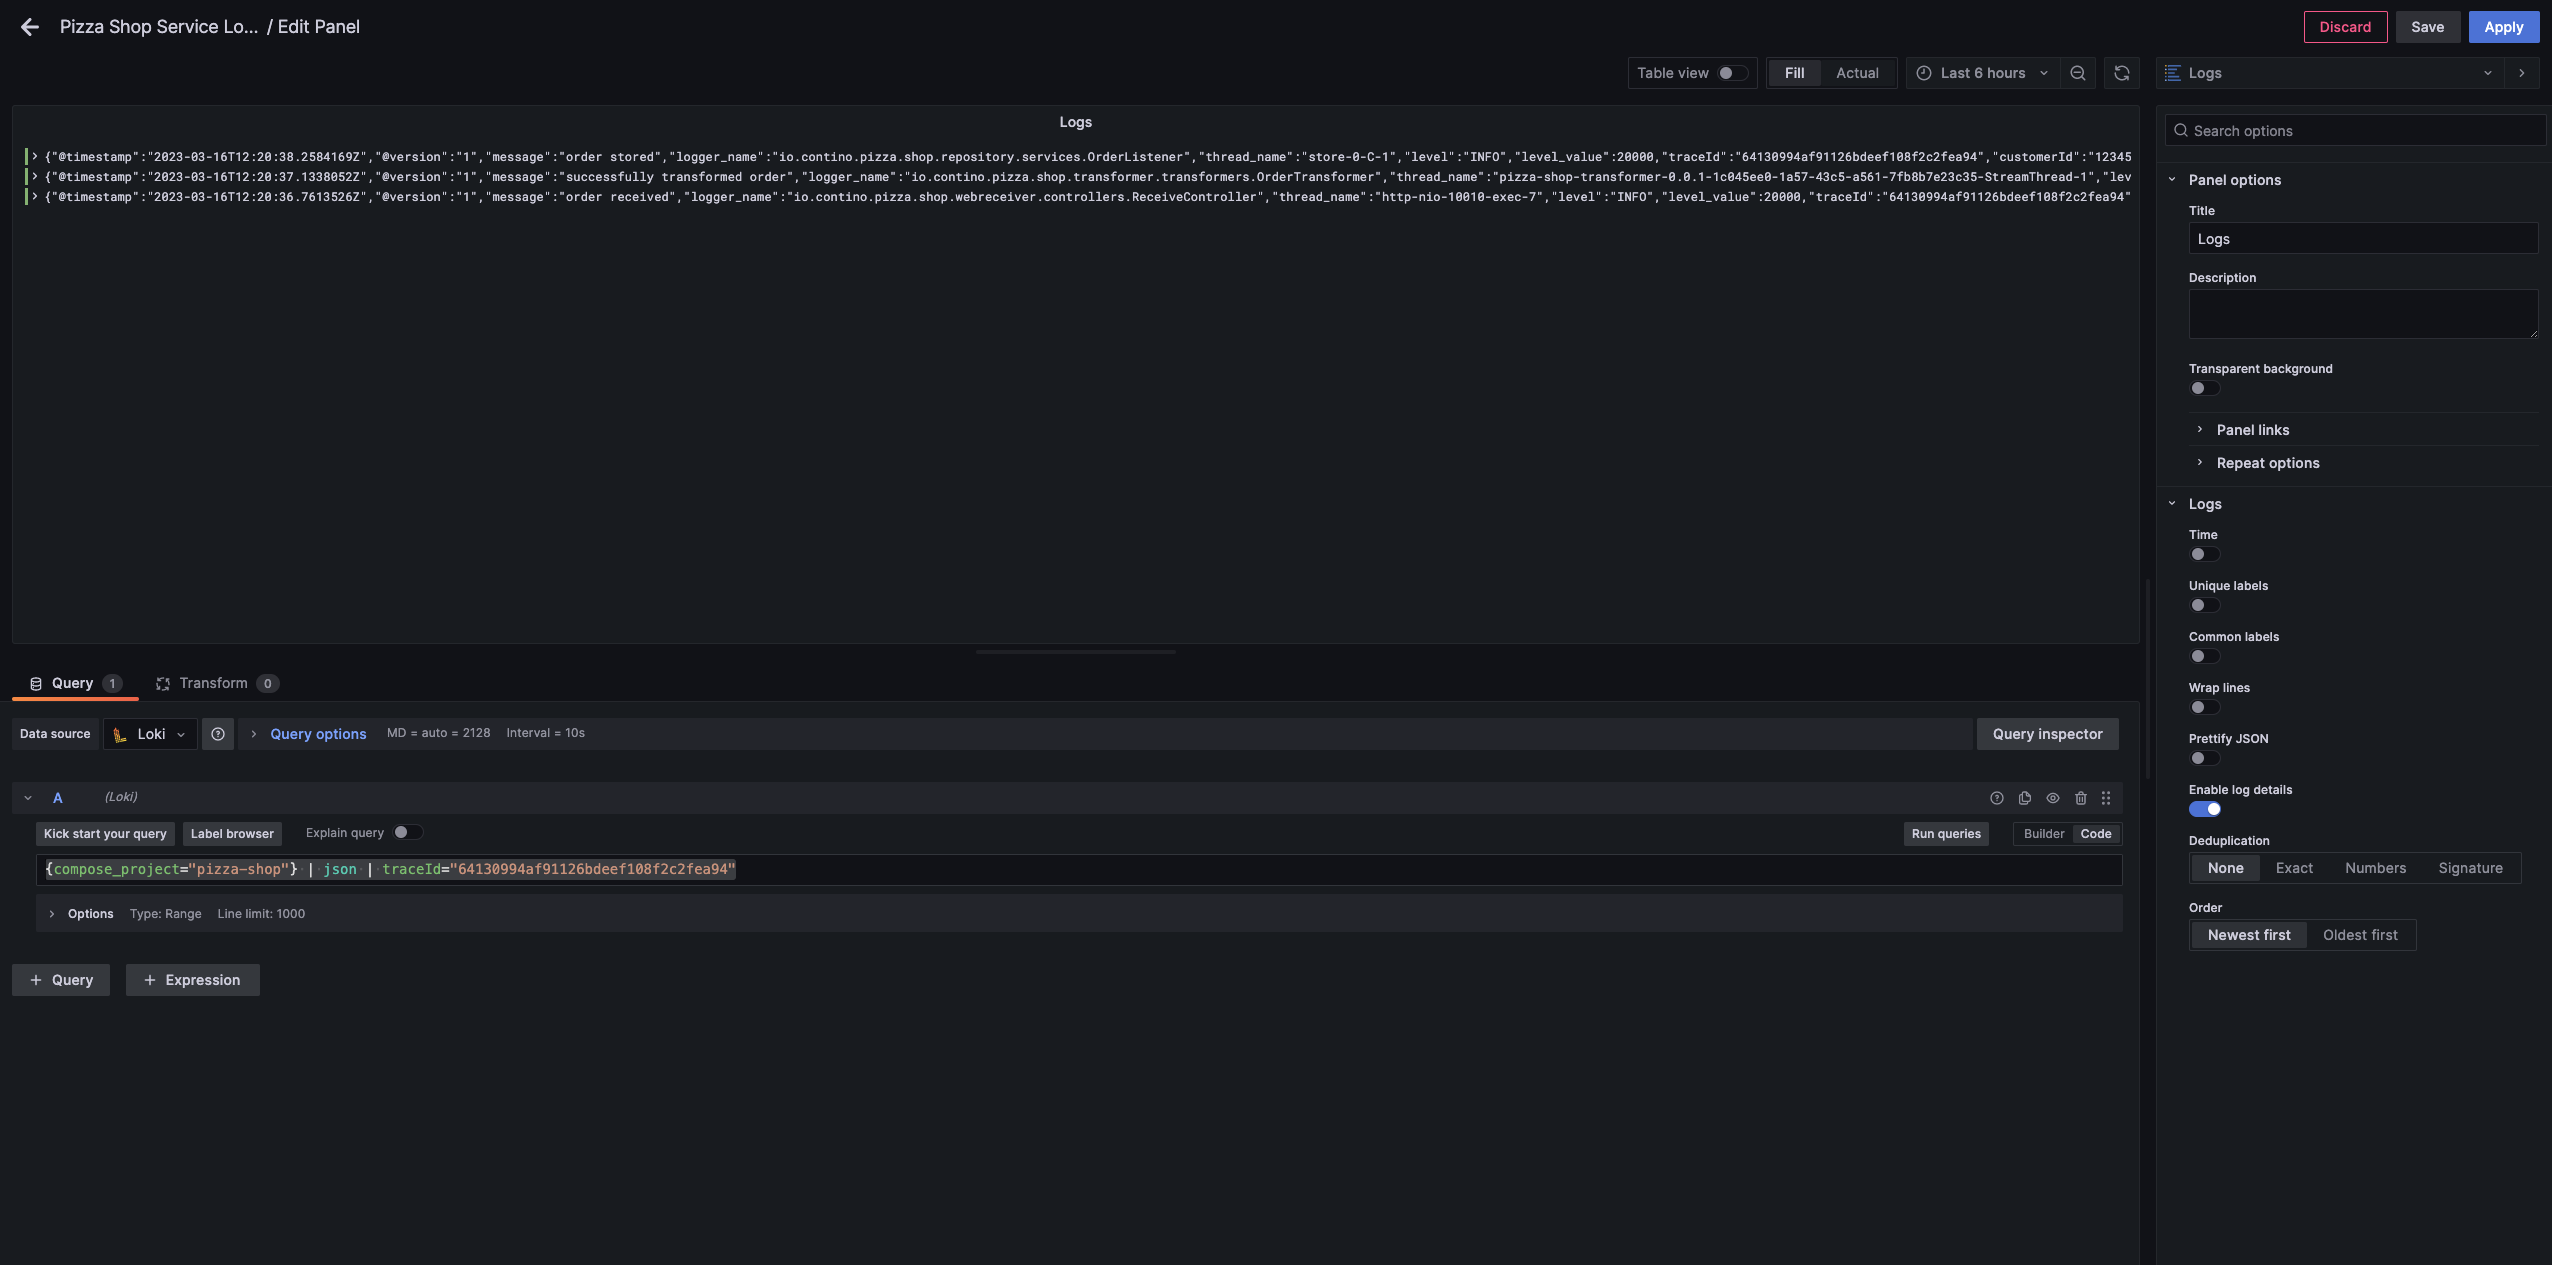 Pizza Shop Service Lo... / Edit Panel
Discard Save Apply
Table view Fill Actual Last 6 hours Logs
Logs
{"@timestamp":"2023-03-16T12:20:38.2584169Z","@version":"1","message":"order stored","logger_name":"io.contino.pizza.shop.repository.services.OrderListener","thread_name":"store-0-C-1","level":"INFO","level_value":20000,"traceId":"64130994af91126bdeef108f2c2fea94","customerId":"12345
{"@timestamp":"2023-03-16T12:20:37.1338052Z","@version":"1","message":"successfully transformed order","logger_name":"io.contino.pizza.shop.transformer.transformers.OrderTransformer","thread_name":"pizza-shop-transformer-0.0.1-1c045ee0-1a57-43c5-a561-7fb8b7e23c35-StreamThread-1","lev
{"@timestamp":"2023-03-16T12:20:36.7613526Z","@version":"1","message":"order received","logger_name":"io.contino.pizza.shop.webreceiver.controllers.ReceiveController","thread_name":"http-nio-10010-exec-7","level":"INFO","level_value":20000,"traceId":"64130994af91126bdeef108f2c2fea94"
Query 1 Transform 0
Data source Loki Query options MD = auto = 2128 Interval = 10s Query inspector
A (Loki)
Kick start your query Label browser Explain query Run queries Builder Code
{compose_project="pizza-shop"} | json | traceId="64130994af91126bdeef108f2c2fea94"
Options Type: Range Line limit: 1000
+ Query + Expression
Search options
Panel options
Title
Logs
Description
Transparent background
Panel links
Repeat options
Logs
Time
Unique labels
Common labels
Wrap lines
Prettify JSON
Enable log details
Deduplication
None Exact Numbers Signature
Order
Newest first Oldest first